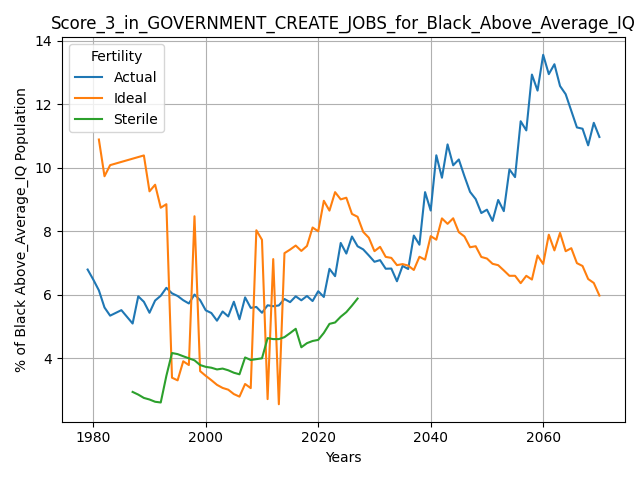 Score_3_in_GOVERNMENT_CREATE_JOBS_for_Black_Above_Average_IQ
Fertility
Actual
Ideal
Sterile
% of Black Above_Average_IQ Population
14
12
10
8
6
4
1980
2000
2020
2040
2060
Years